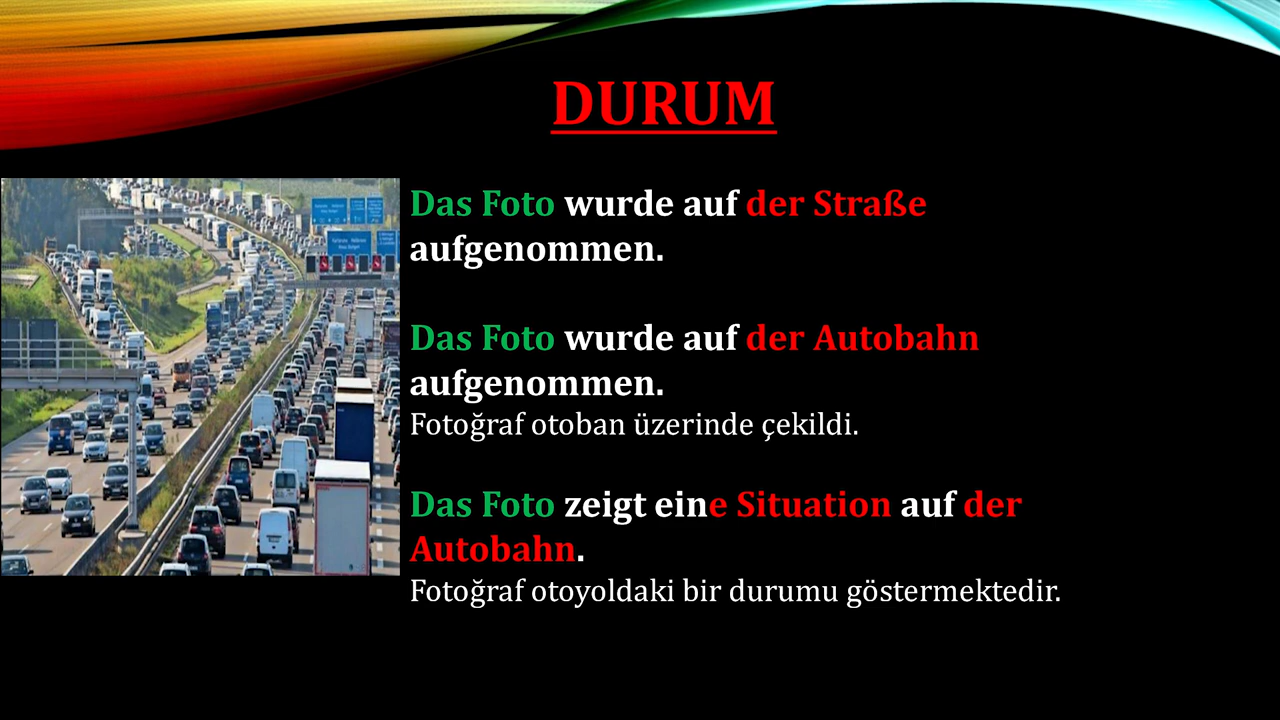 DURUM
Das Foto wurde auf der Straße
aufgenommen.
Das Foto wurde auf der Autobahn
aufgenommen.
Fotoğraf otoban üzerinde çekildi.
Das Foto zeigt eine Situation auf der
Autobahn.
Fotoğraf otoyoldaki bir durumu göstermektedir.